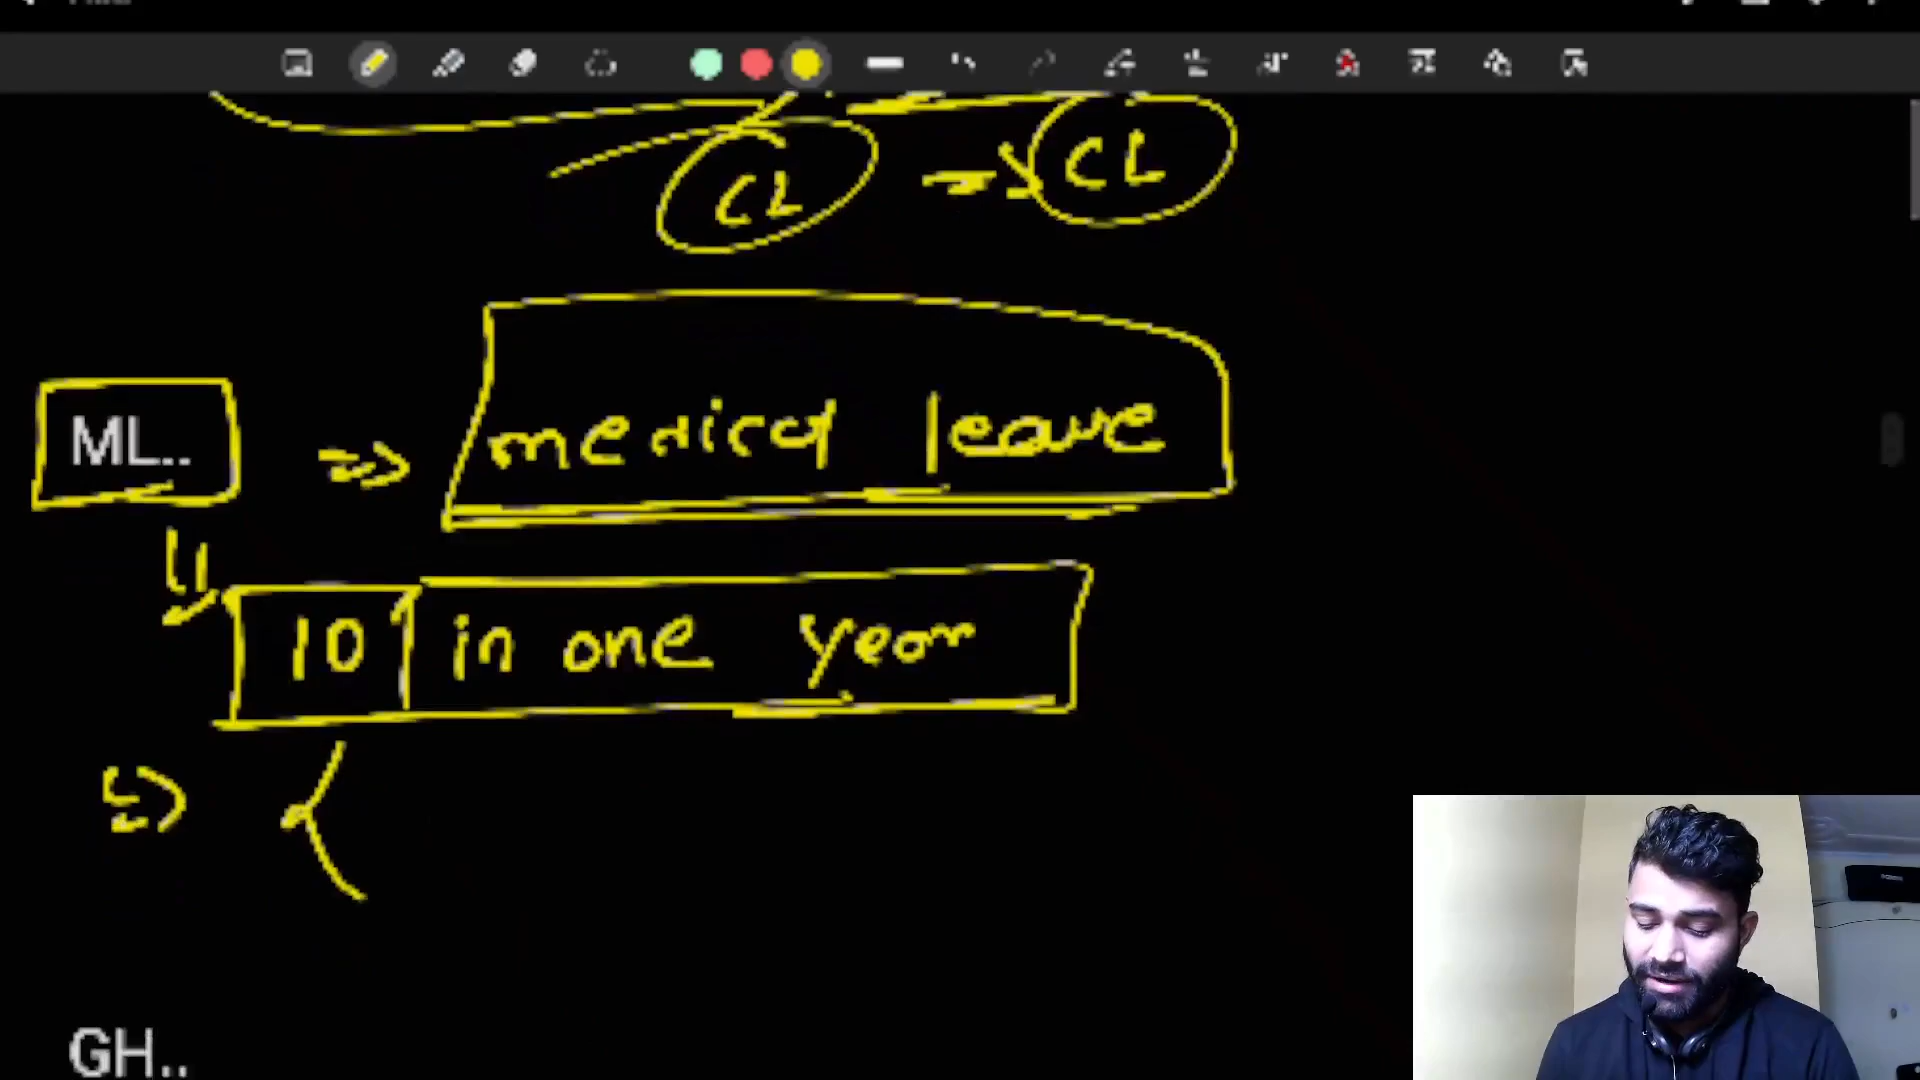 CL => CL
ML.. => medical leave
10 in one year
=>
GH..